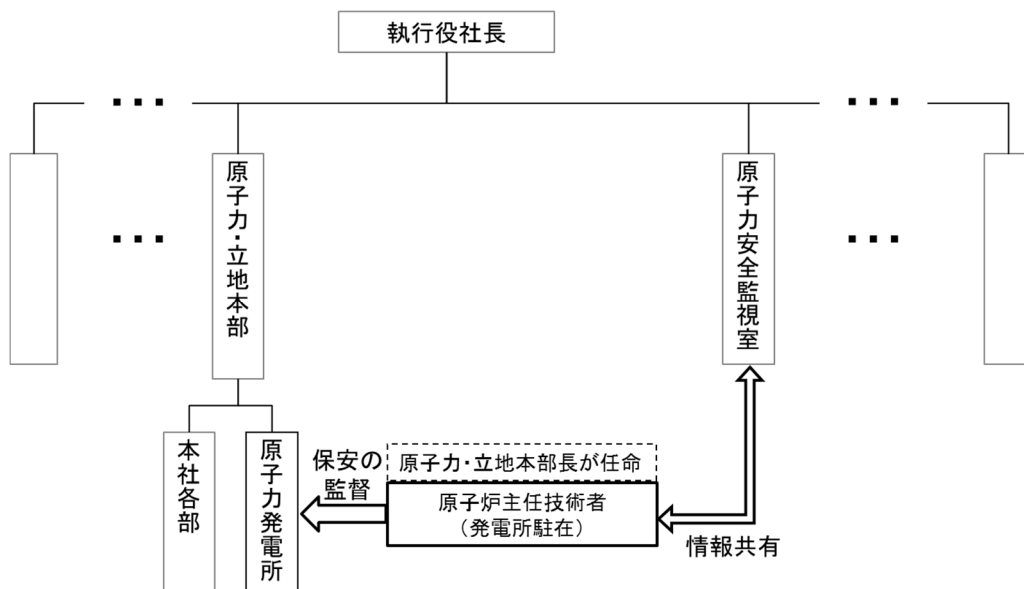 執行役社長
原子力・立地本部
原子力安全監視室
本社各部
原子力発電所
保安の
監督
原子力・立地本部長が任命
原子炉主任技術者
（発電所駐在）
情報共有